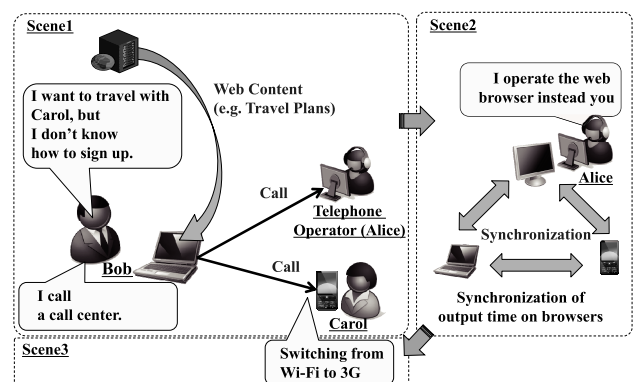 Scene1
I want to travel with
Carol, but
I don't know
how to sign up.
Web Content
(e.g. Travel Plans)
Call
Telephone
Operator (Alice)
Bob
Call
I call
a call center.
Carol
Switching from
Wi-Fi to 3G
Scene2
I operate the web
browser instead you
Alice
Synchronization
Synchronization of
output time on browsers
Scene3